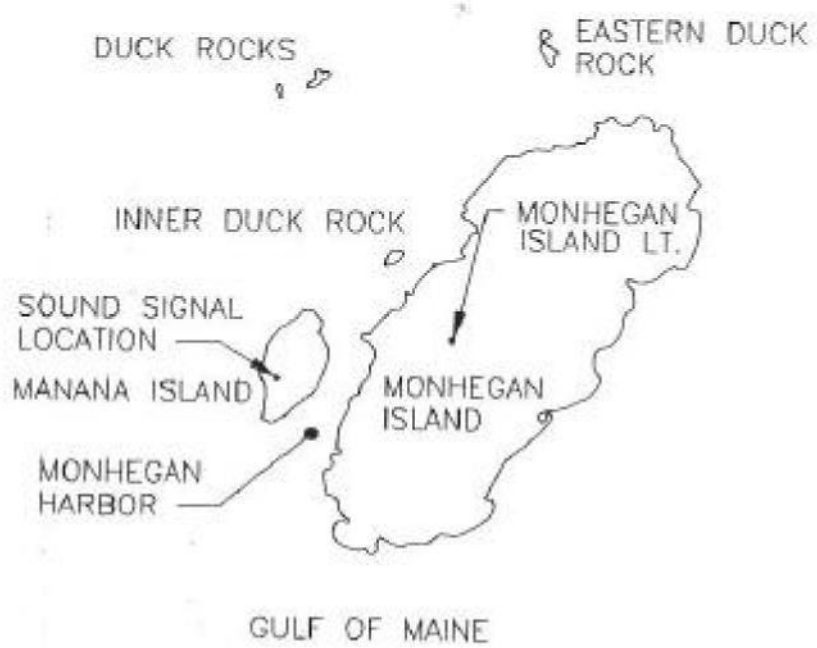 DUCK ROCKS
EASTERN DUCK
ROCK
INNER DUCK ROCK
MONHEGAN
ISLAND LT.
SOUND SIGNAL
LOCATION
MANANA ISLAND
MONHEGAN
ISLAND
MONHEGAN
HARBOR
GULF OF MAINE